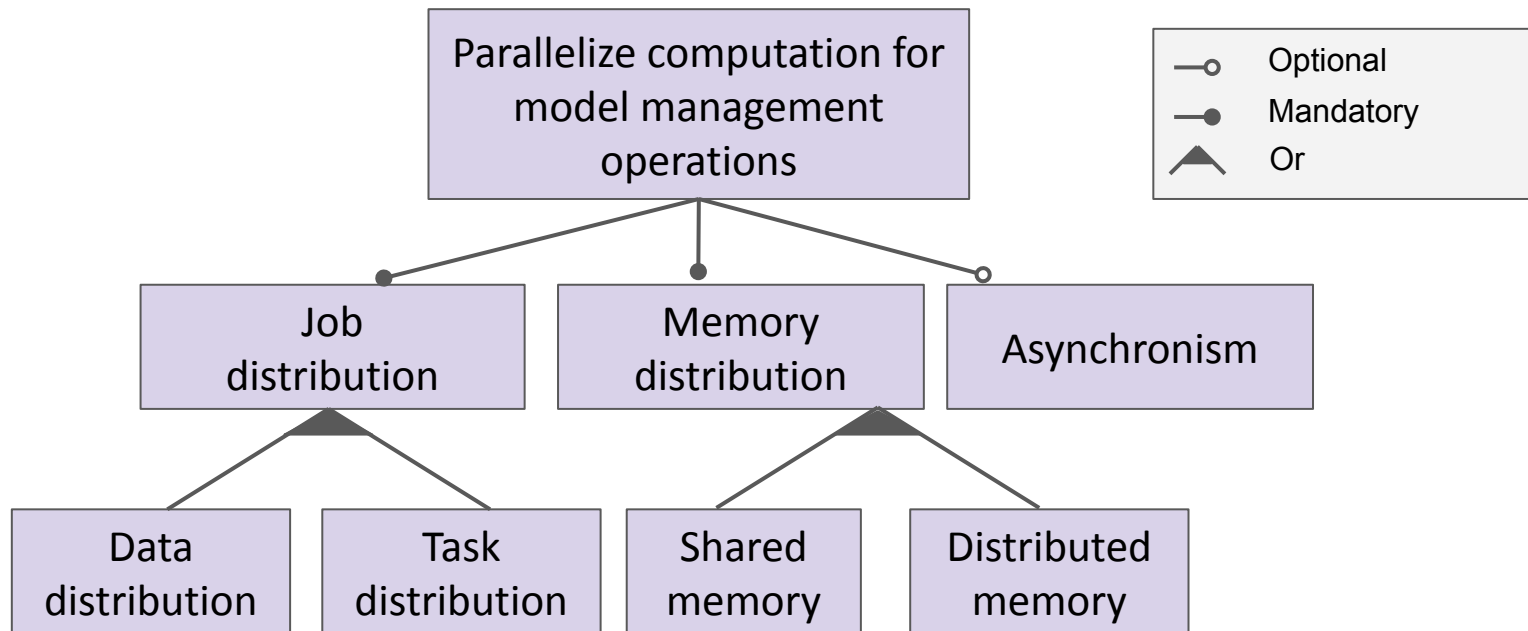 Parallelize computation for
model management
operations
Optional
Mandatory
Or
Job
distribution
Memory
distribution
Asynchronism
Data
distribution
Task
distribution
Shared
memory
Distributed
memory